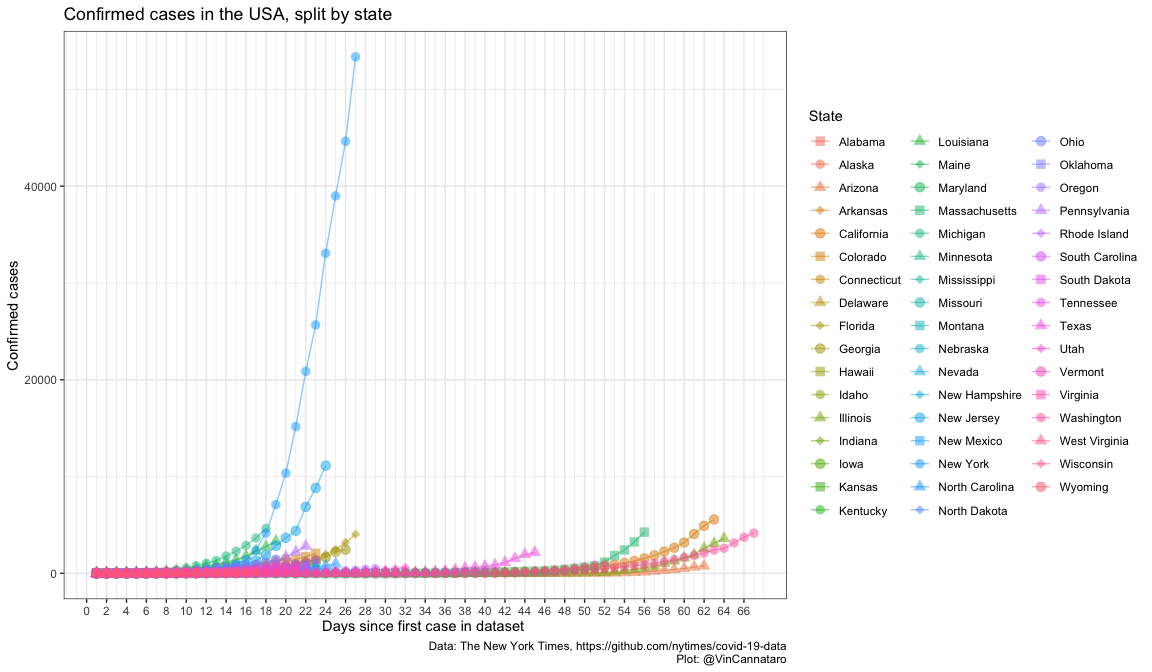 Confirmed cases in the USA, split by state
Confirmed cases
40000
20000
0
0 2 4 6 8 10 12 14 16 18 20 22 24 26 28 30 32 34 36 38 40 42 44 46 48 50 52 54 56 58 60 62 64 66
Days since first case in dataset
Data: The New York Times, https://github.com/nytimes/covid-19-data
Plot: @VinCannataro
State
Alabama
Alaska
Arizona
Arkansas
California
Colorado
Connecticut
Delaware
Florida
Georgia
Hawaii
Idaho
Illinois
Indiana
Iowa
Kansas
Kentucky
Louisiana
Maine
Maryland
Massachusetts
Michigan
Minnesota
Mississippi
Missouri
Montana
Nebraska
Nevada
New Hampshire
New Jersey
New Mexico
New York
North Carolina
North Dakota
Ohio
Oklahoma
Oregon
Pennsylvania
Rhode Island
South Carolina
South Dakota
Tennessee
Texas
Utah
Vermont
Virginia
Washington
West Virginia
Wisconsin
Wyoming